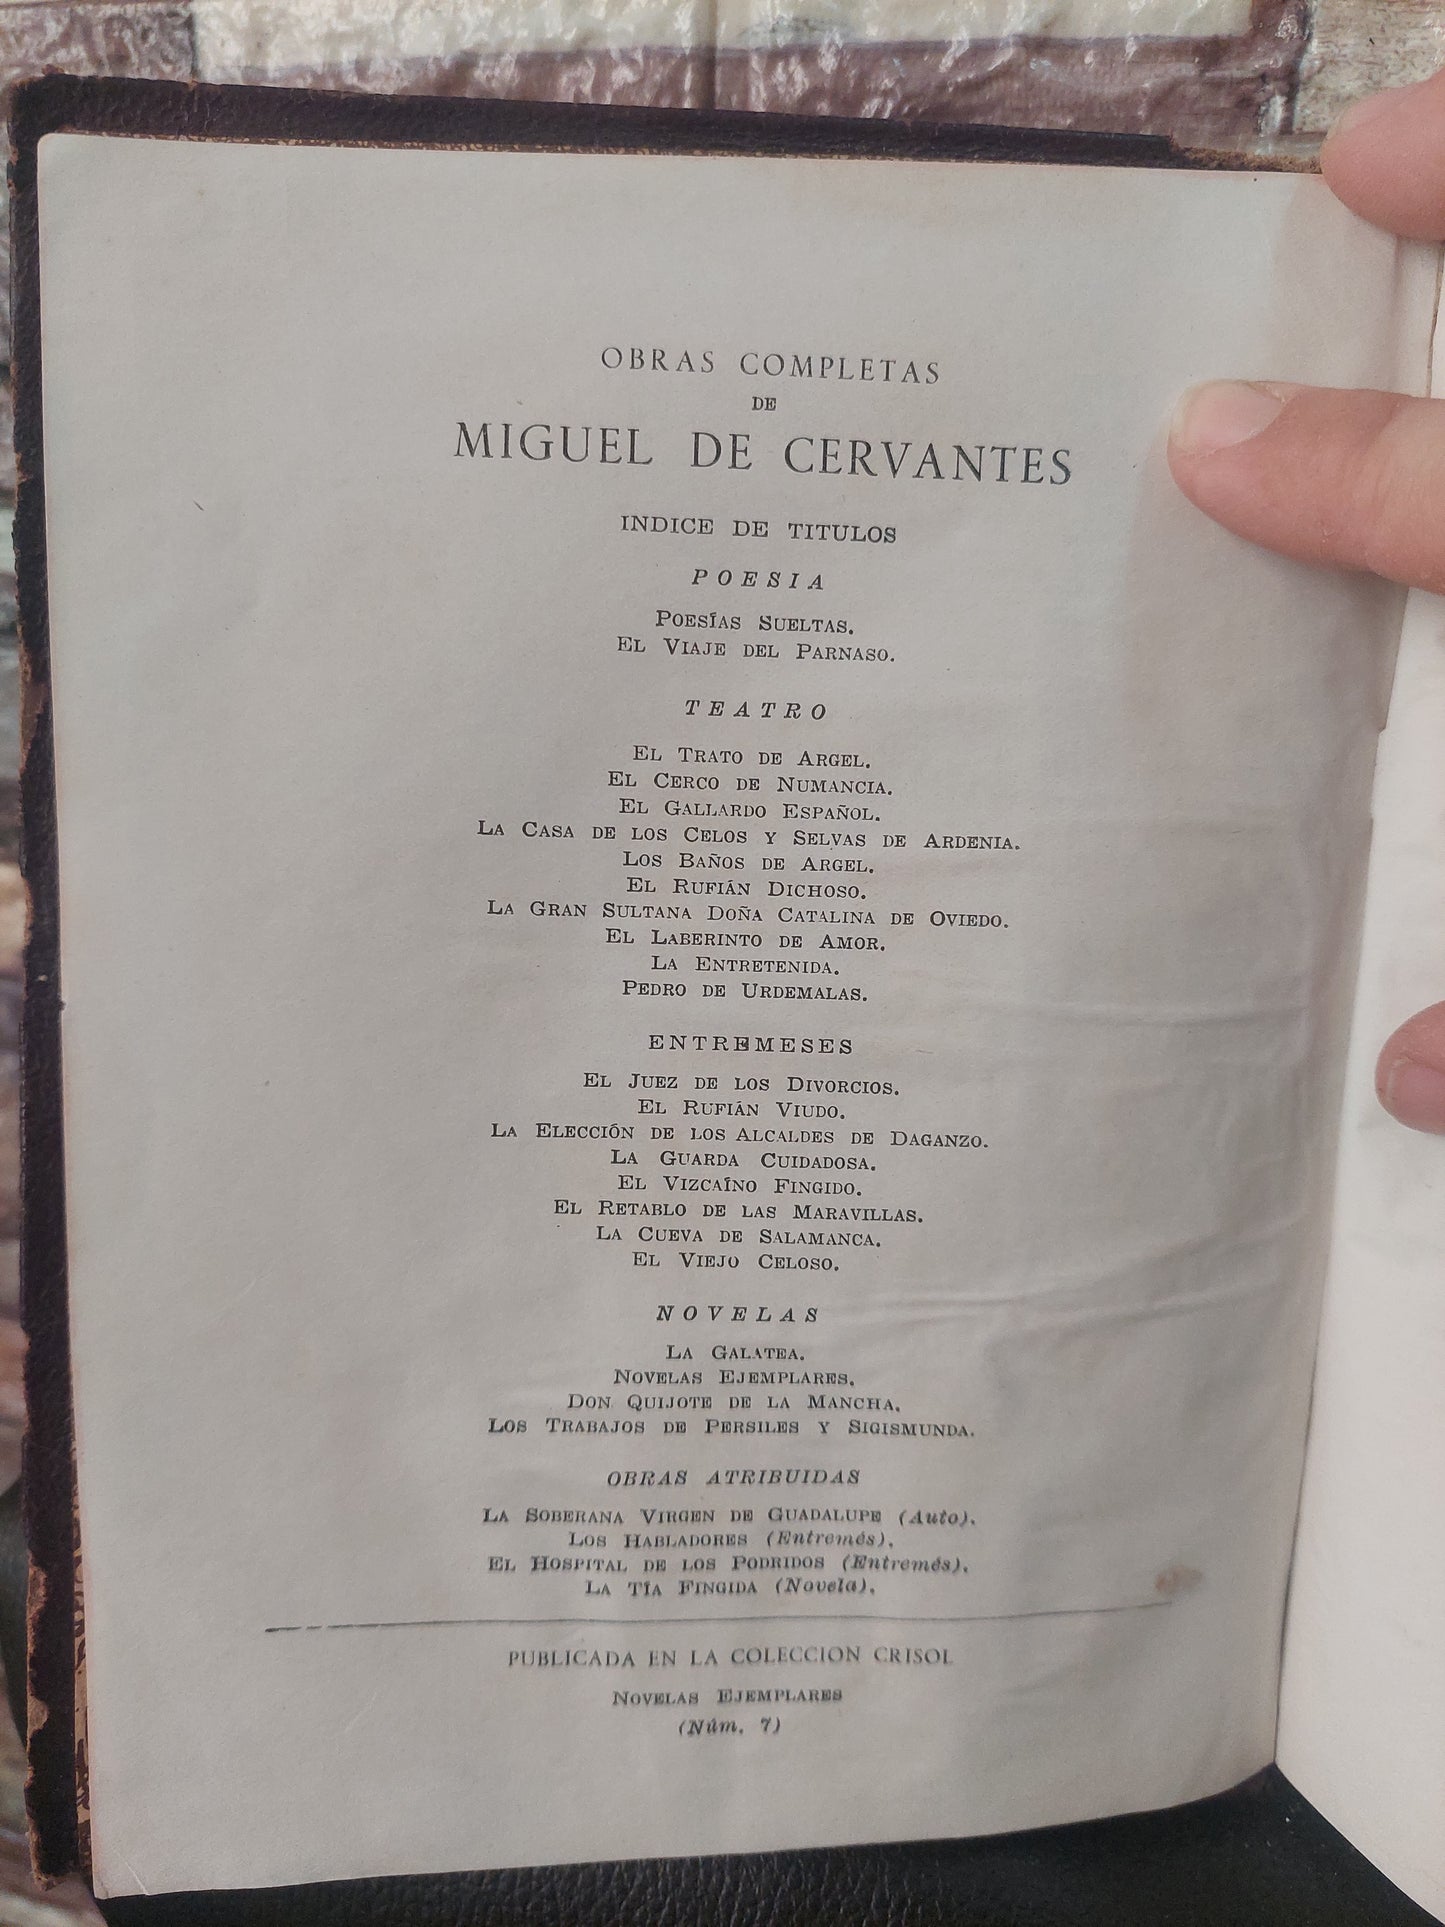 OBRAS COMPLETAS
DE
MIGUEL DE CERVANTES
INDICE DE TITULOS
POESIA
POESÍAS SUELTAS.
EL VIAJE DEL PARNASO.
TEATRO
EL TRATO DE ARGEL.
EL CERCO DE NUMANCIA.
EL GALLARDO ESPAÑOL.
LA CASA DE LOS CELOS Y SELVAS DE ARDENIA.
LOS BAÑOS DE ARGEL.
EL RUFIÁN DICHOSO.
LA GRAN SULTANA DOÑA CATALINA DE OVIEDO.
EL LABERINTO DE AMOR.
LA ENTRETENIDA.
PEDRO DE URDEMALAS.
ENTREMESES
EL JUEZ DE LOS DIVORCIOS.
EL RUFIÁN VIUDO.
LA ELECCIÓN DE LOS ALCALDES DE DAGANZO.
LA GUARDA CUIDADOSA.
EL VIZCAÍNO FINGIDO.
EL RETABLO DE LAS MARAVILLAS.
LA CUEVA DE SALAMANCA.
EL VIEJO CELOSO.
NOVELAS
LA GALATEA.
NOVELAS EJEMPLARES.
DON QUIJOTE DE LA MANCHA.
LOS TRABAJOS DE PERSILES Y SIGISMUNDA.
OBRAS ATRIBUIDAS
LA SOBERANA VIRGEN DE GUADALUPE (Auto).
LOS HABLADORES (Entremés).
EL HOSPITAL DE LOS PODRIDOS (Entremés).
LA TÍA FINGIDA (Novela).
PUBLICADA EN LA COLECCION CRISOL
NOVELAS EJEMPLARES
(Núm. 7)